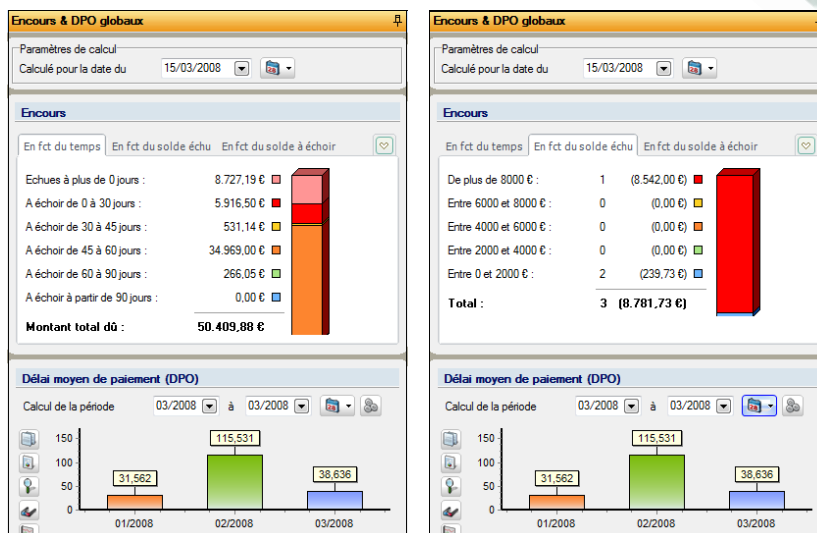 Encours & DPO globaux
Paramètres de calcul
Calculé pour la date du 15/03/2008
Encours
En fct du temps En fct du solde échu En fct du solde à échoir
Echues à plus de 0 jours : 8.727,19 €
A échoir de 0 à 30 jours : 5.916,50 €
A échoir de 30 à 45 jours : 531,14 €
A échoir de 45 à 60 jours : 34.969,00 €
A échoir de 60 à 90 jours : 266,05 €
A échoir à partir de 90 jours : 0,00 €
Montant total dû : 50.409,88 €
Délai moyen de paiement (DPO)
Calcul de la période 03/2008 à 03/2008
150
100
50
0
31,562
115,531
38,636
01/2008 02/2008 03/2008
Encours & DPO globaux
Paramètres de calcul
Calculé pour la date du 15/03/2008
Encours
En fct du temps En fct du solde échu En fct du solde à échoir
De plus de 8000 € : 1 (8.542,00 €)
Entre 6000 et 8000 € : 0 (0,00 €)
Entre 4000 et 6000 € : 0 (0,00 €)
Entre 2000 et 4000 € : 0 (0,00 €)
Entre 0 et 2000 € : 2 (239,73 €)
Total : 3 (8.781,73 €)
Délai moyen de paiement (DPO)
Calcul de la période 03/2008 à 03/2008
150
100
50
0
31,562
115,531
38,636
01/2008 02/2008 03/2008